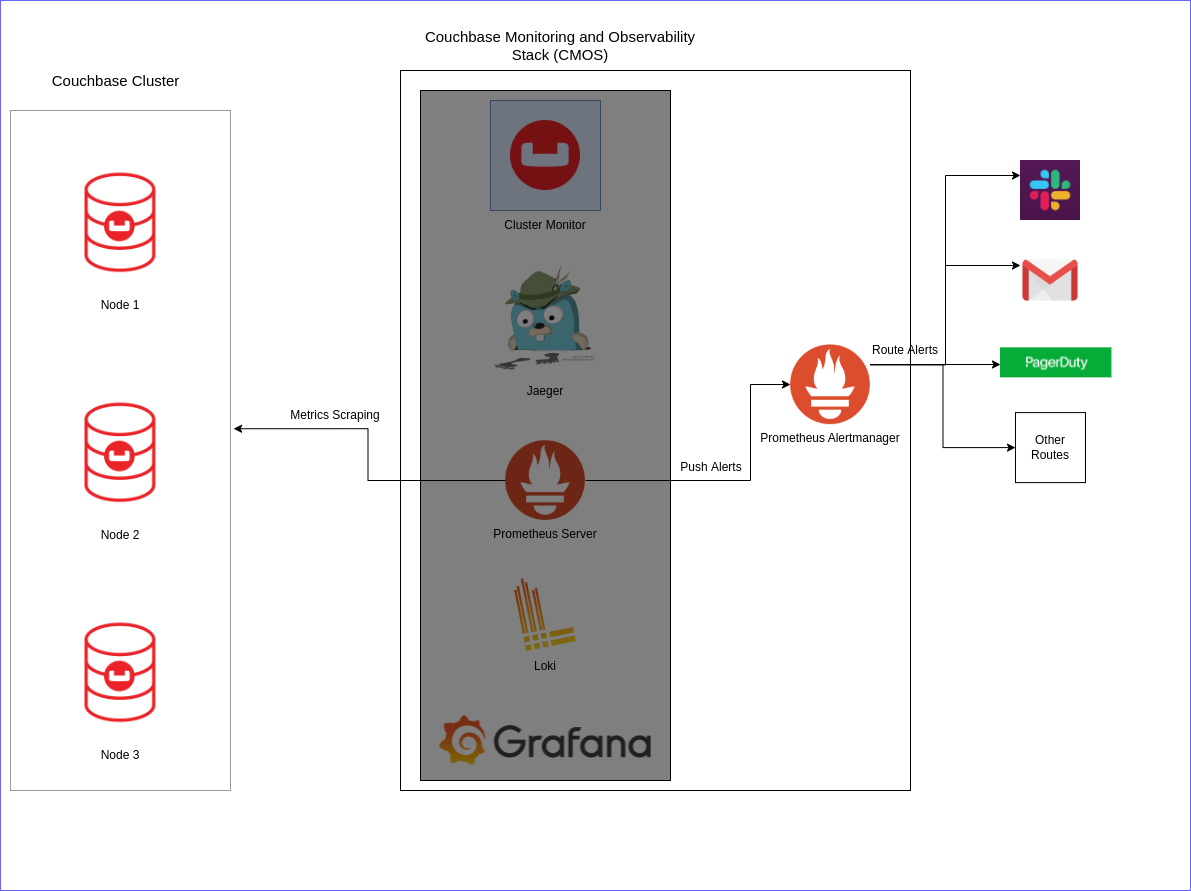 Couchbase Monitoring and Observability
Stack (CMOS)
Couchbase Cluster
Node 1
Node 2
Node 3
Metrics Scraping
Cluster Monitor
Jaeger
Prometheus Server
Loki
Grafana
Push Alerts
Prometheus Alertmanager
Route Alerts
PagerDuty
Other
Routes